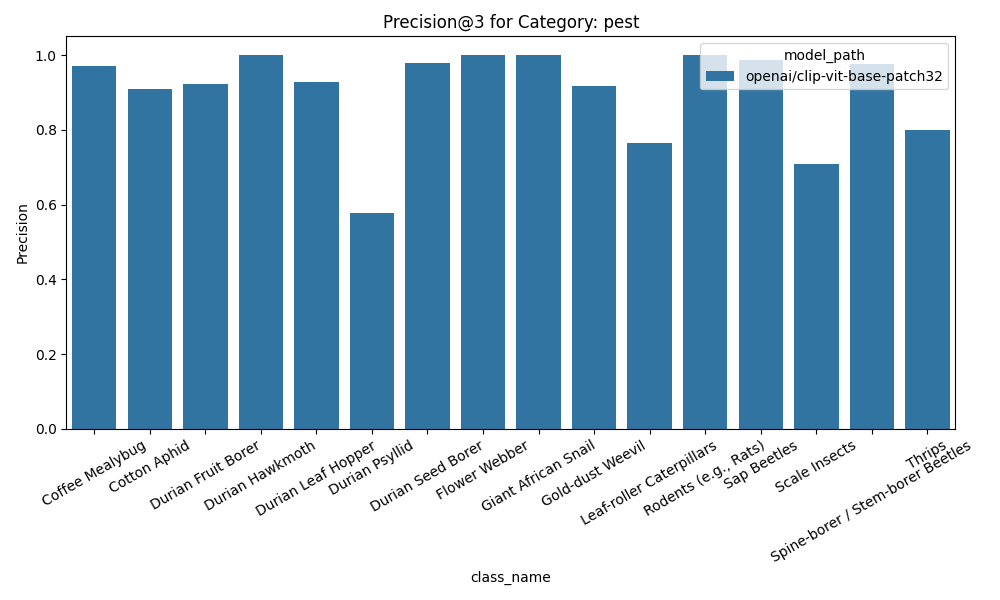 Precision@3 for Category: pest
model_path
openai/clip-vit-base-patch32
Precision
1.0
0.8
0.6
0.4
0.2
0.0
Coffee Mealybug
Cotton Aphid
Durian Fruit Borer
Durian Hawkmoth
Durian Leaf Hopper
Durian Psyllid
Durian Seed Borer
Flower Webber
Giant African Snail
Gold-dust Weevil
Leaf-roller Caterpillars
Rodents (e.g., Rats)
Sap Beetles
Scale Insects
Spine-borer / Stem-borer Beetles
Thrips
class_name